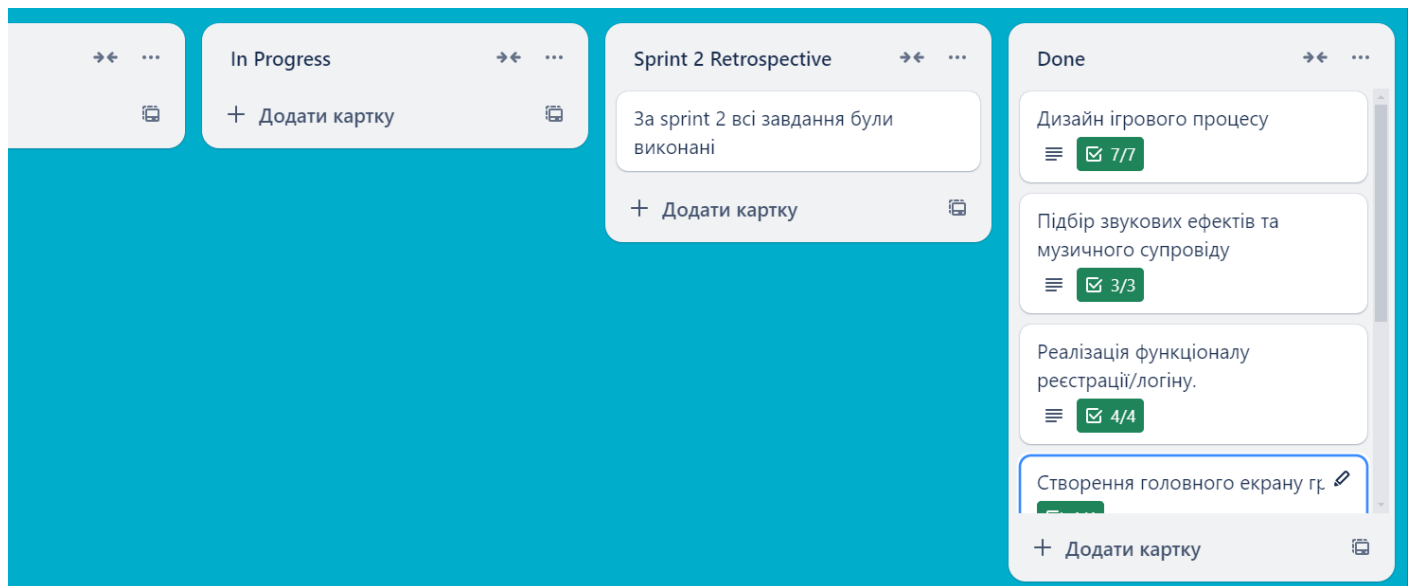 In Progress
+ Додати картку
Sprint 2 Retrospective
За sprint 2 всі завдання були
виконані
+ Додати картку
Done
Дизайн ігрового процесу
7/7
Підбір звукових ефектів та
музичного супровіду
3/3
Реалізація функціоналу
реєстрації/логіну.
4/4
Створення головного екрану гр
+ Додати картку